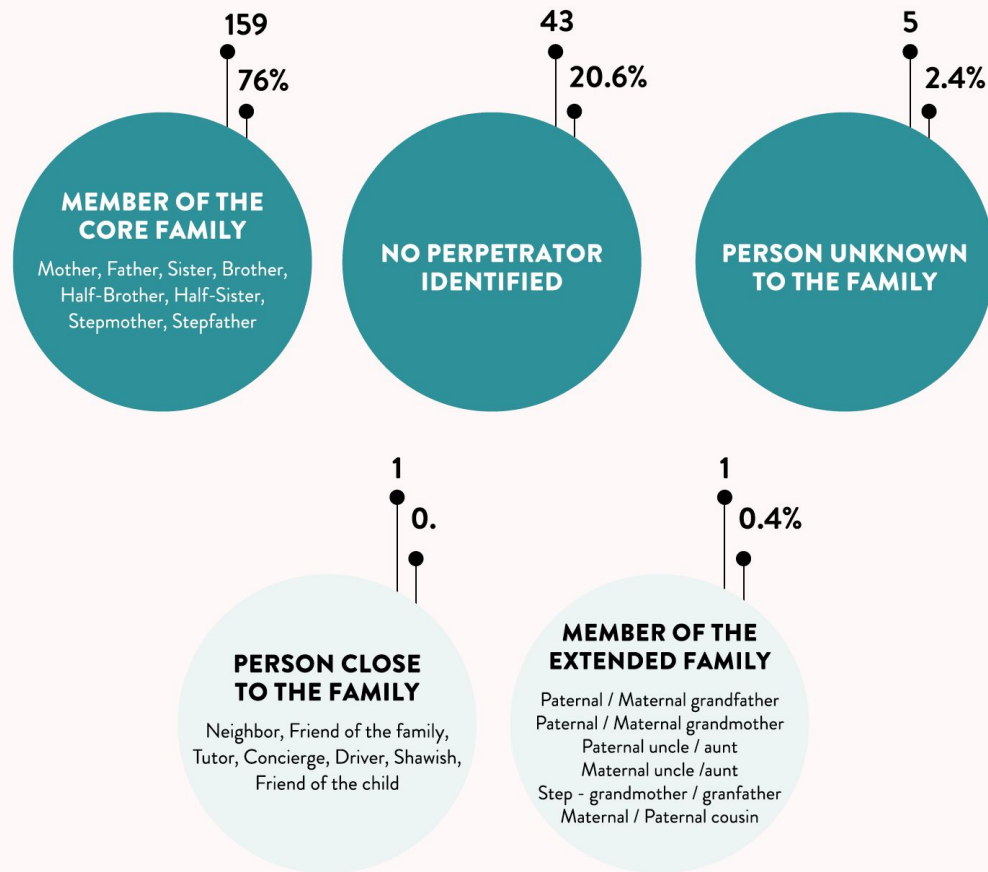 159
76%
MEMBER OF THE
CORE FAMILY
Mother, Father, Sister, Brother,
Half-Brother, Half-Sister,
Stepmother, Stepfather
43
20.6%
NO PERPETRATOR
IDENTIFIED
5
2.4%
PERSON UNKNOWN
TO THE FAMILY
1
0.
PERSON CLOSE
TO THE FAMILY
Neighbor, Friend of the family,
Tutor, Concierge, Driver, Shawish,
Friend of the child
1
0.4%
MEMBER OF THE
EXTENDED FAMILY
Paternal / Maternal grandfather
Paternal / Maternal grandmother
Paternal uncle / aunt
Maternal uncle /aunt
Step - grandmother / granfather
Maternal / Paternal cousin